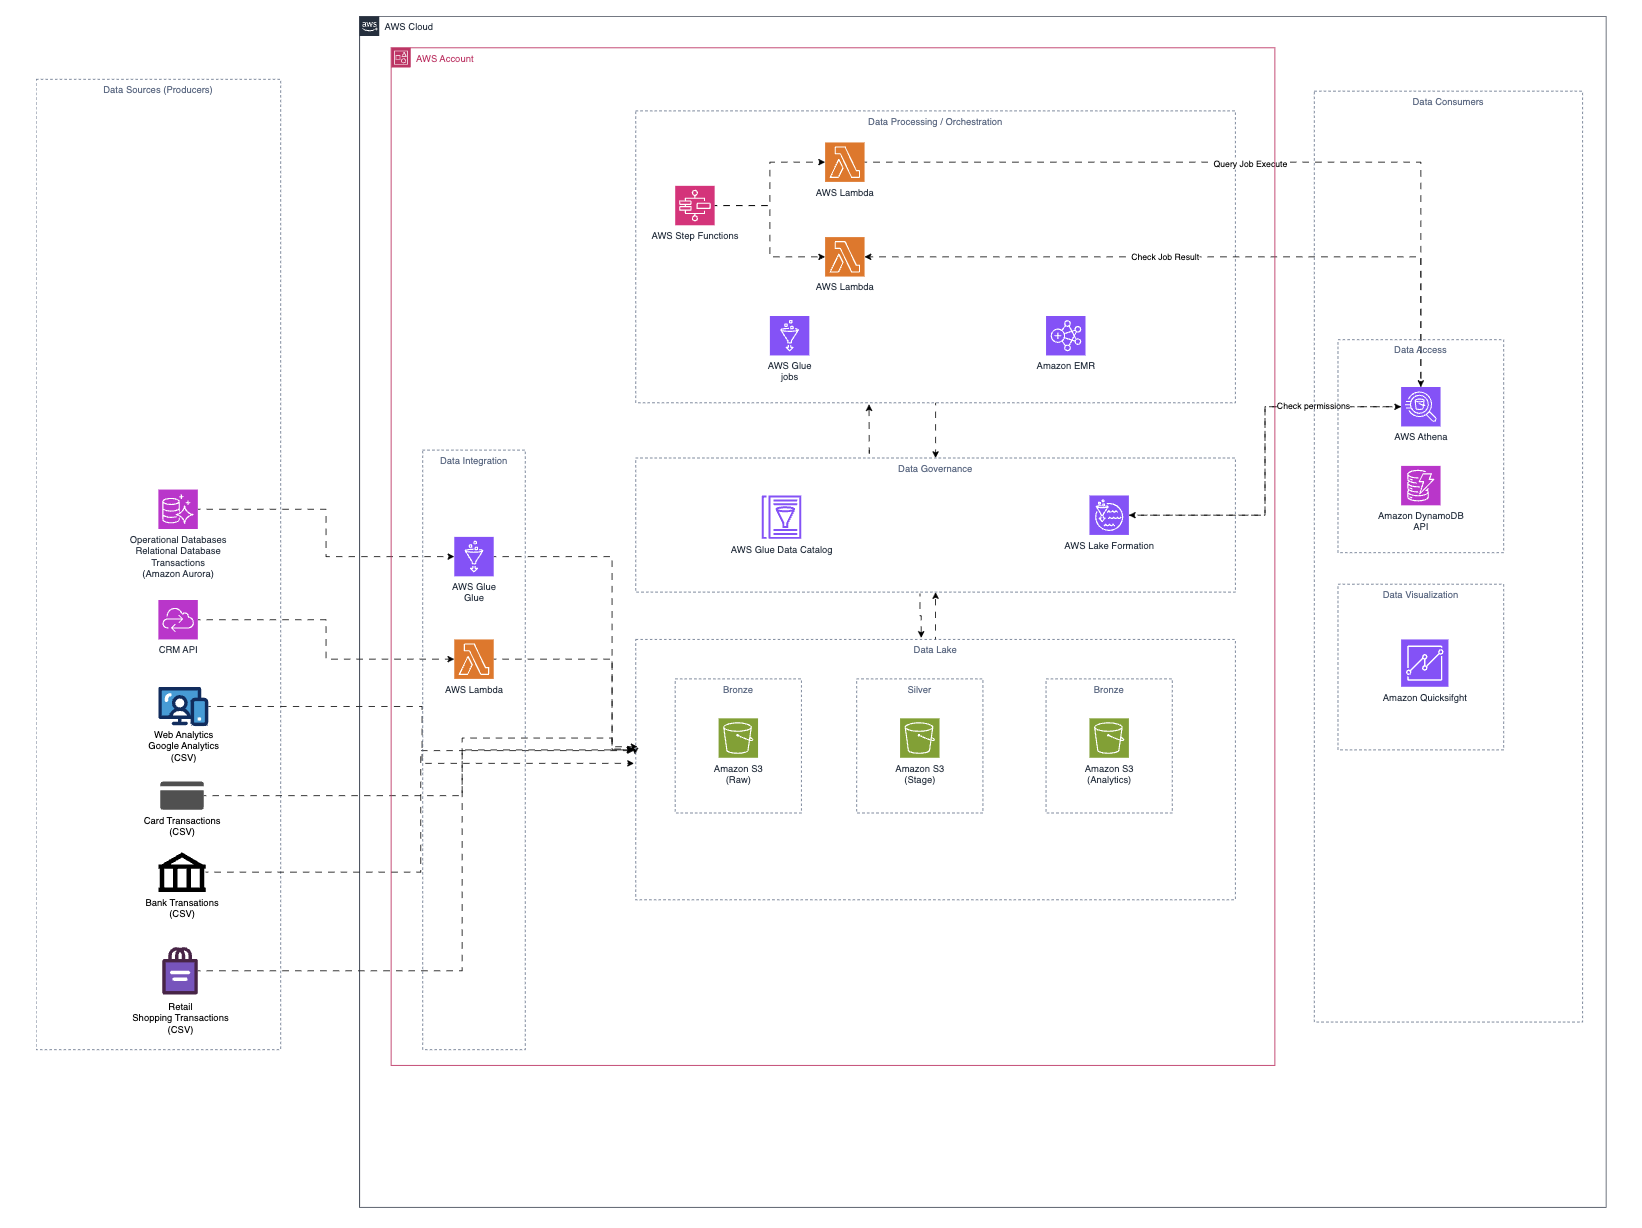 aws
AWS Cloud
AWS Account
Data Sources (Producers)
Operational Databases
Relational Database
Transactions
(Amazon Aurora)
CRM API
Web Analytics
Google Analytics
(CSV)
Card Transactions
(CSV)
Bank Transations
(CSV)
Retail
Shopping Transactions
(CSV)
Data Integration
AWS Glue
Glue
AWS Lambda
Data Processing / Orchestration
AWS Step Functions
AWS Lambda
AWS Lambda
AWS Glue
jobs
Amazon EMR
Query Job Execute
Check Job Result
Check permissions
Data Governance
AWS Glue Data Catalog
AWS Lake Formation
Data Lake
Bronze
Amazon S3
(Raw)
Silver
Amazon S3
(Stage)
Bronze
Amazon S3
(Analytics)
Data Consumers
Data Access
AWS Athena
Amazon DynamoDB
API
Data Visualization
Amazon Quicksifght